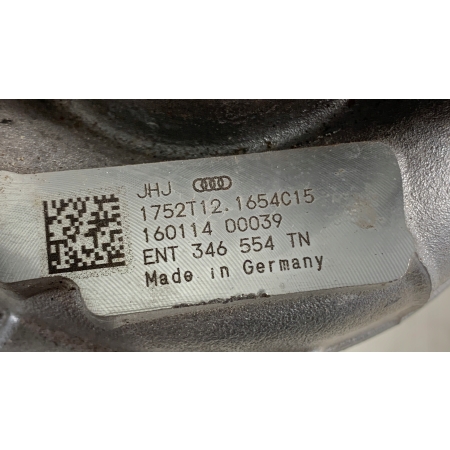 JHJ
1752T12.1654C15
160114 00039
ENT 346 554 TN
Made in Germany